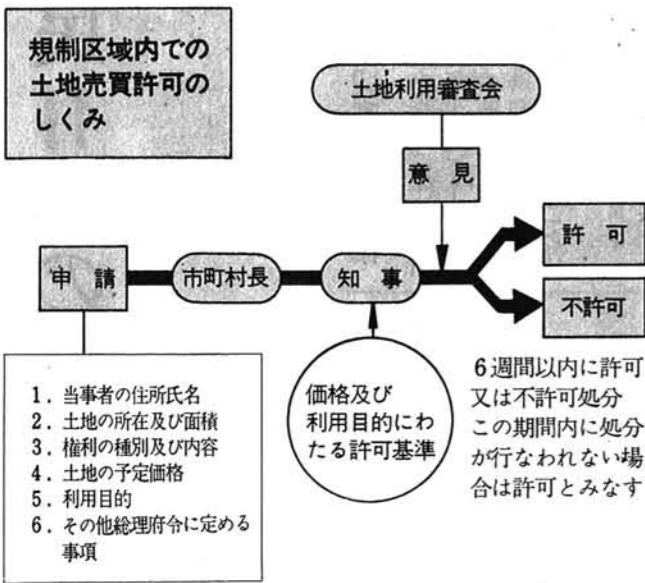 規制区域内での
土地売買許可の
しくみ
土地利用審査会
意見
申請
市町村長
知事
許可
不許可
1. 当事者の住所氏名
2. 土地の所在及び面積
3. 権利の種別及び内容
4. 土地の予定価格
5. 利用目的
6. その他総理府令に定める
事項
価格及び
利用目的にわ
たる許可基準
6週間以内に許可
又は不許可処分
この期間内に処分
が行なわれない場
合は許可とみなす